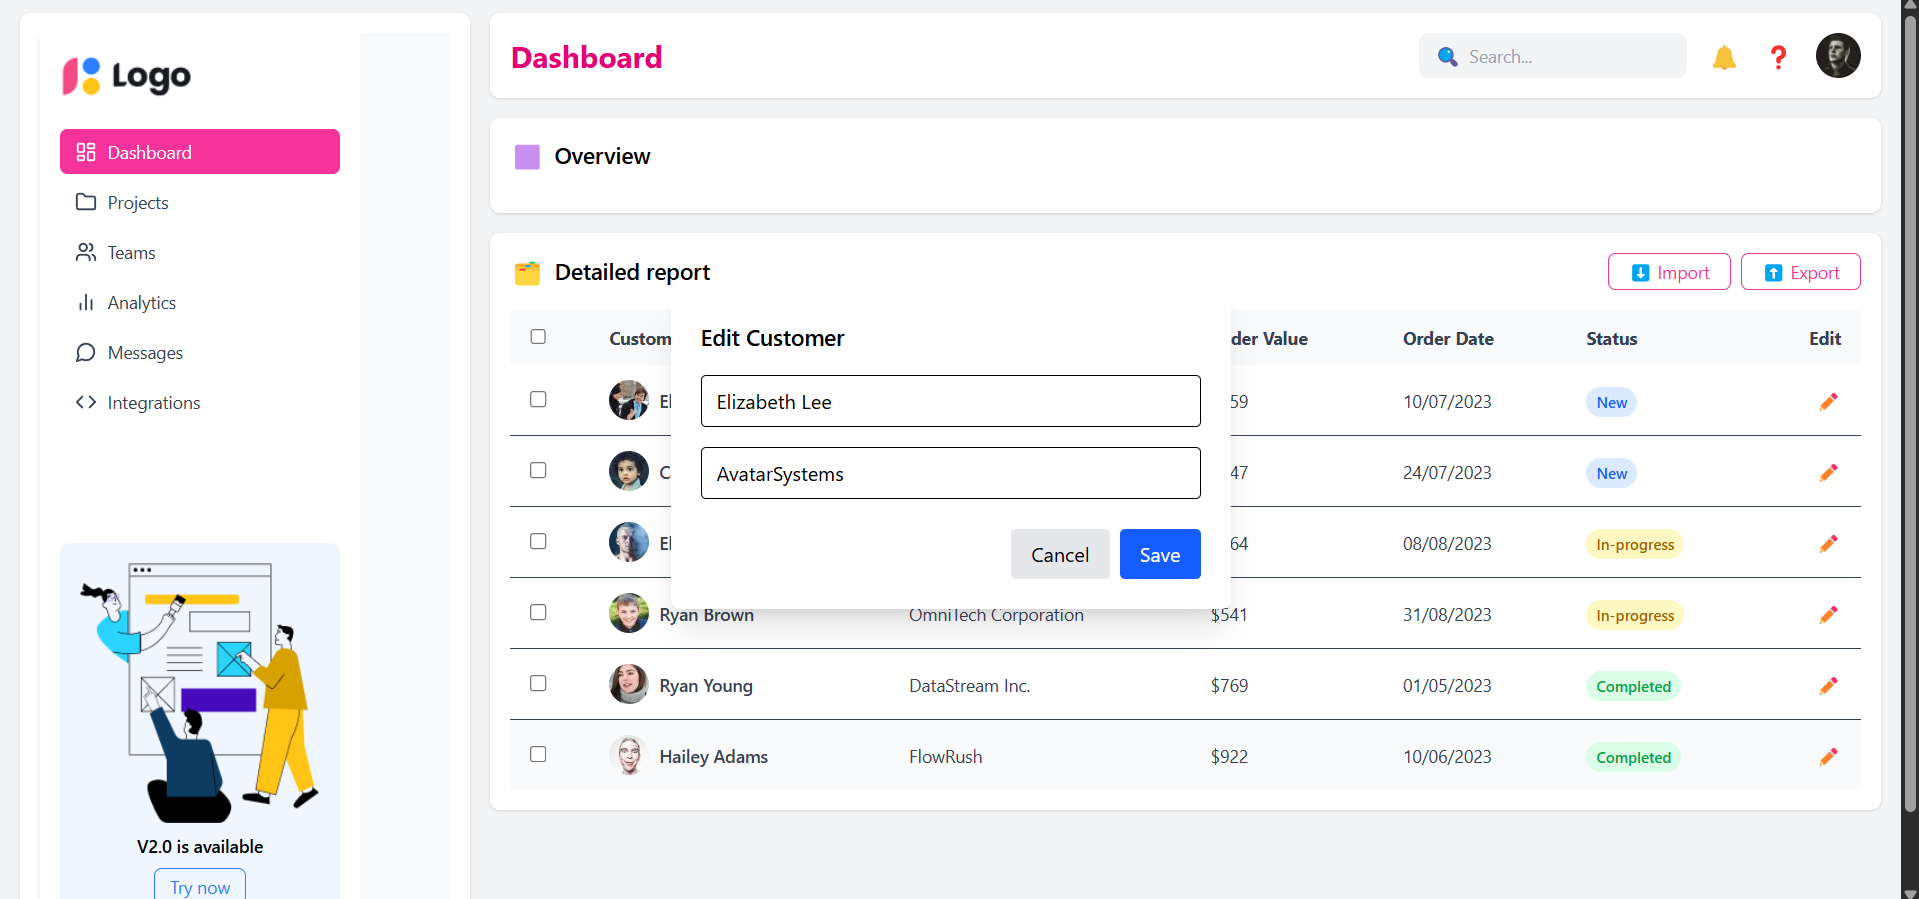 Logo
Dashboard
Projects
Teams
Analytics
Messages
Integrations
V2.0 is available
Try now
Dashboard
Search...
Overview
Detailed report
Import
Export
Custom der Value Order Date Status Edit
El 59 10/07/2023 New
C 47 24/07/2023 New
El 64 08/08/2023 In-progress
Ryan Brown OmniTech Corporation $541 31/08/2023 In-progress
Ryan Young DataStream Inc. $769 01/05/2023 Completed
Hailey Adams FlowRush $922 10/06/2023 Completed
Edit Customer
Elizabeth Lee
AvatarSystems
Cancel Save